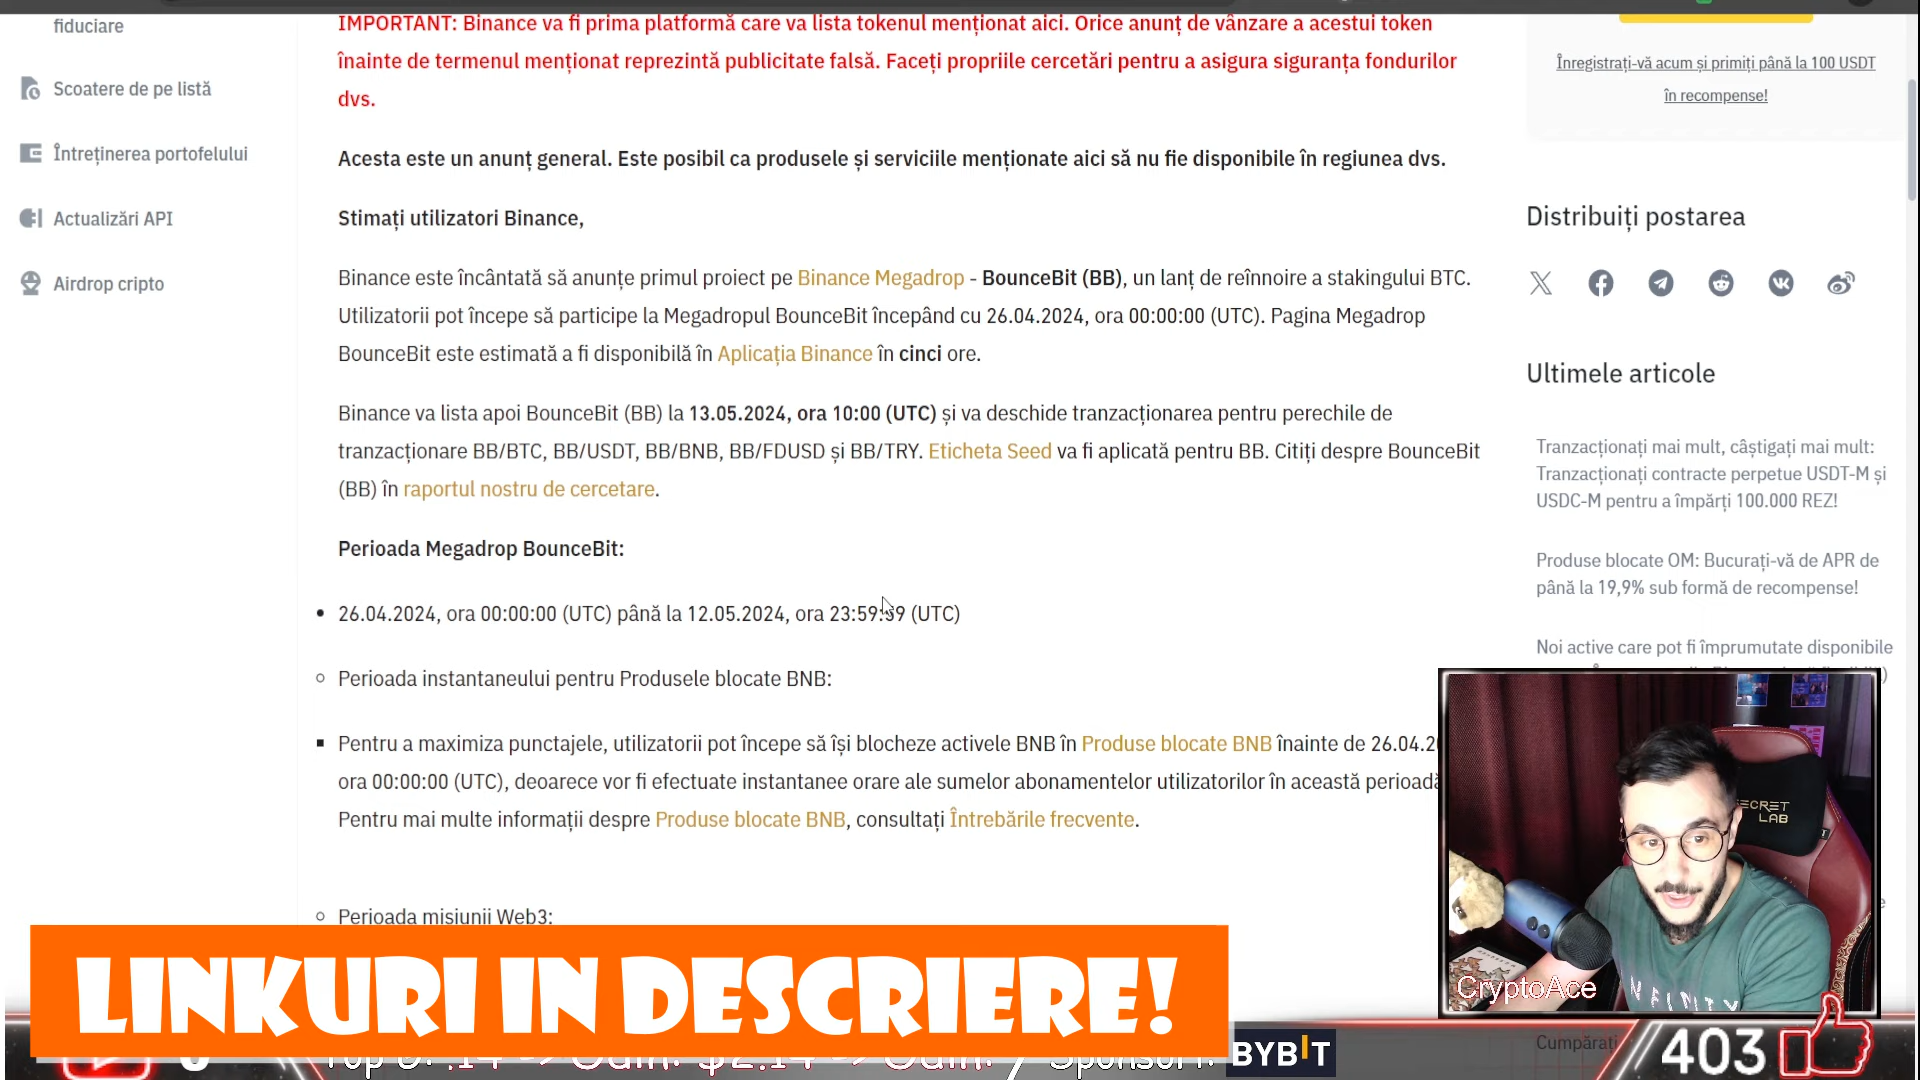 fiduciare
Scoatere de pe listă
Întreținerea portofelului
Actualizări API
Airdrop cripto
IMPORTANT: Binance va fi prima platformă care va lista tokenul menționat aici. Orice anunț de vânzare a acestui token
înainte de termenul menționat reprezintă publicitate falsă. Faceți propriile cercetări pentru a asigura siguranța fondurilor
dvs.
Acesta este un anunț general. Este posibil ca produsele și serviciile menționate aici să nu fie disponibile în regiunea dvs.
Stimați utilizatori Binance,
Binance este încântată să anunțe primul proiect pe Binance Megadrop - BounceBit (BB), un lanț de reînnoire a stakingului BTC.
Utilizatorii pot începe să participe la Megadropul BounceBit începând cu 26.04.2024, ora 00:00:00 (UTC). Pagina Megadrop
BounceBit este estimată a fi disponibilă în Aplicația Binance în cinci ore.
Binance va lista apoi BounceBit (BB) la 13.05.2024, ora 10:00 (UTC) și va deschide tranzacționarea pentru perechile de
tranzacționare BB/BTC, BB/USDT, BB/BNB, BB/FDUSD și BB/TRY. Eticheta Seed va fi aplicată pentru BB. Citiți despre BounceBit
(BB) în raportul nostru de cercetare.
Perioada Megadrop BounceBit:
26.04.2024, ora 00:00:00 (UTC) până la 12.05.2024, ora 23:59:59 (UTC)
Perioada instantaneului pentru Produsele blocate BNB:
Pentru a maximiza punctajele, utilizatorii pot începe să își blocheze activele BNB în Produse blocate BNB înainte de 26.04.2
ora 00:00:00 (UTC), deoarece vor fi efectuate instantanee orare ale sumelor abonamentelor utilizatorilor în această perioadă
Pentru mai multe informații despre Produse blocate BNB, consultați Întrebările frecvente.
Perioada misiunii Web3:
Înregistrați-vă acum și primiți până la 100 USDT
în recompense!
Distribuiți postarea
Ultimele articole
Tranzacționați mai mult, câștigați mai mult:
Tranzacționați contracte perpetue USDT-M și
USDC-M pentru a împărți 100.000 REZ!
Produse blocate OM: Bucurați-vă de APR de
până la 19,9% sub formă de recompense!
Noi active care pot fi împrumutate disponibile
SECRET
LAB
CryptoAce
LINKURI IN DESCRIERE!
BYBIT
Cumpărați
403